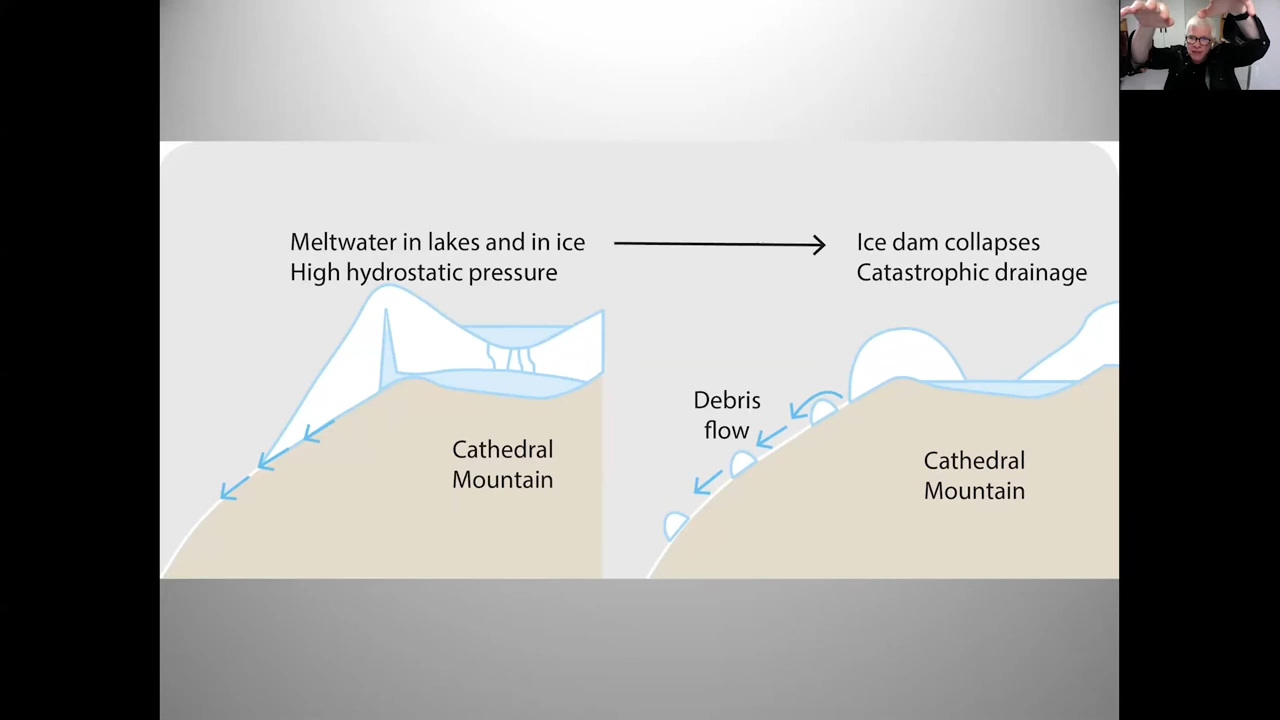 Meltwater in lakes and in ice
High hydrostatic pressure
Ice dam collapses
Catastrophic drainage
Debris
flow
Cathedral
Mountain
Cathedral
Mountain